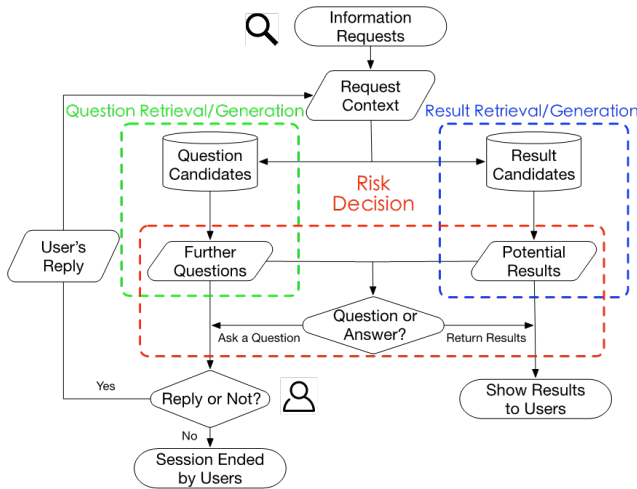 Information
Requests
Request
Context
Question Retrieval/Generation
Result Retrieval/Generation
Question
Candidates
Result
Candidates
Risk
Decision
User's
Reply
Further
Questions
Potential
Results
Question or
Answer?
Ask a Question
Return Results
Yes
Reply or Not?
Show Results
to Users
No
Session Ended
by Users